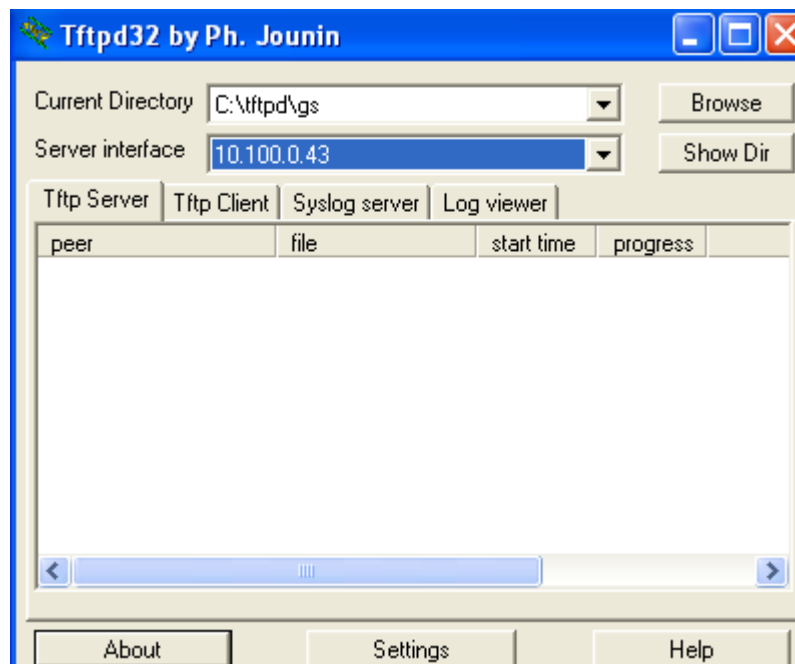 Tftpd32 by Ph. Jounin
Current Directory C:\tftpd\gs Browse
Server interface 10.100.0.43 Show Dir
Tftp Server Tftp Client Syslog server Log viewer
peer file start time progress
About Settings Help